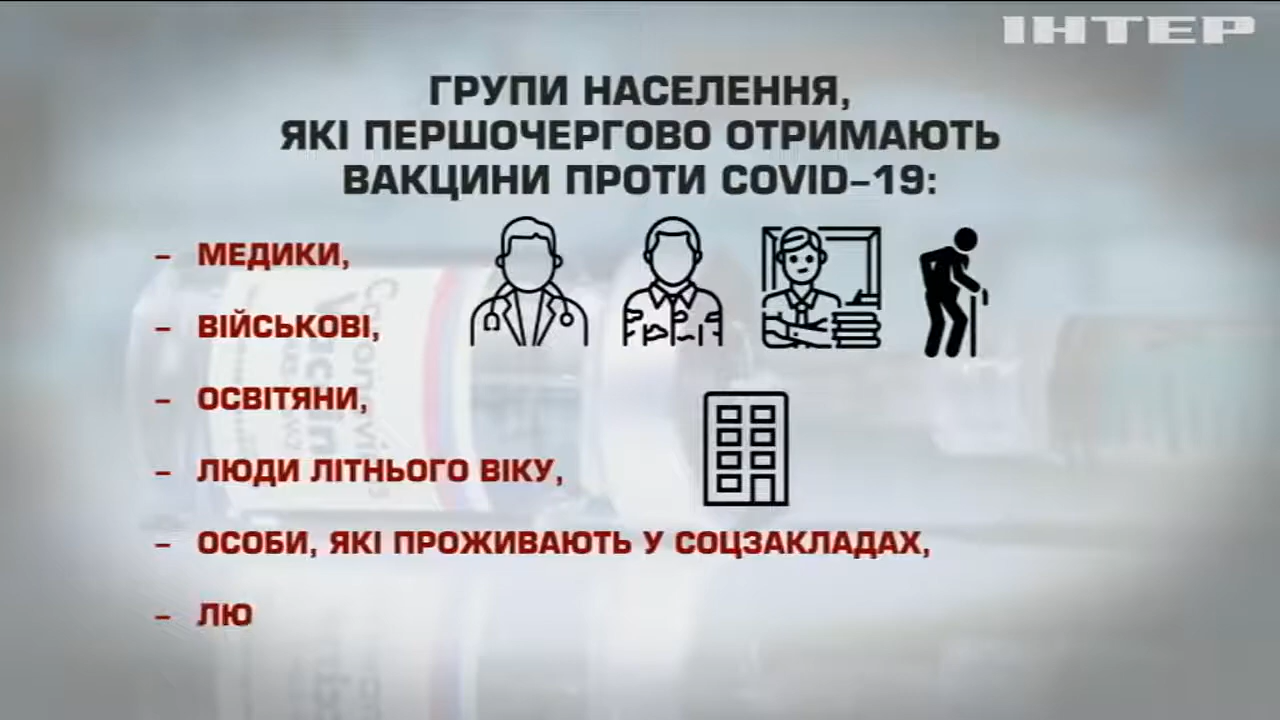 ІНТЕР
ГРУПИ НАСЕЛЕННЯ,
ЯКІ ПЕРШОЧЕРГОВО ОТРИМАЮТЬ
ВАКЦИНИ ПРОТИ COVID-19:
- МЕДИКИ,
- ВІЙСЬКОВІ,
- ОСВІТЯНИ,
- ЛЮДИ ЛІТНЬОГО ВІКУ,
- ОСОБИ, ЯКІ ПРОЖИВАЮТЬ У СОЦЗАКЛАДАХ,
- ЛЮ